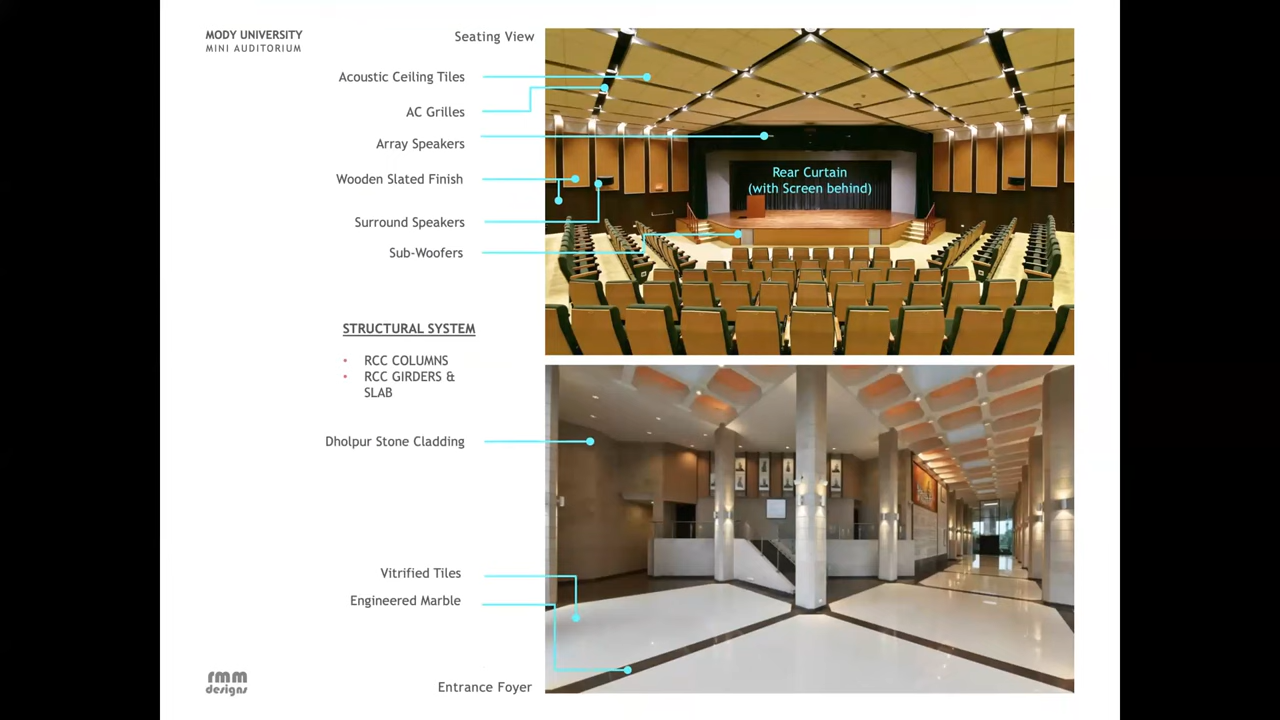 MODY UNIVERSITY
MINI AUDITORIUM
Seating View
Acoustic Ceiling Tiles
AC Grilles
Array Speakers
Wooden Slated Finish
Surround Speakers
Sub-Woofers
Rear Curtain
(with Screen behind)
STRUCTURAL SYSTEM
• RCC COLUMNS
• RCC GIRDERS &
SLAB
Dholpur Stone Cladding
Vitrified Tiles
Engineered Marble
Entrance Foyer
rmm
designs